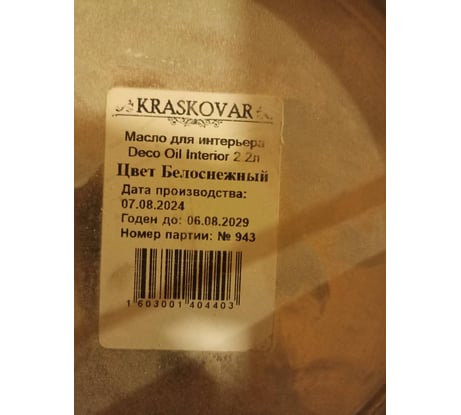 KRASKOVAR
Масло для интерьера
Deco Oil Interior 2.2л
Цвет Белоснежный
Дата производства:
07.08.2024
Годен до: 06.08.2029
Номер партии: № 943
1603001404403